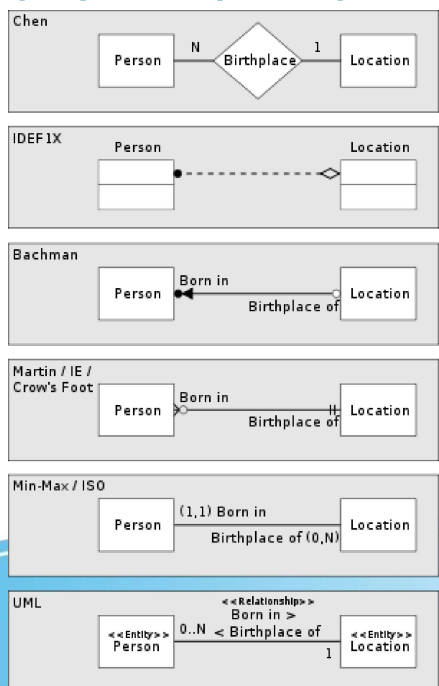 Chen
Person N Birthplace 1 Location
IDEF1X
Person Location
Bachman
Born in
Person Location
Birthplace of
Martin / IE /
Crow's Foot
Born in
Person Location
Birthplace of
Min-Max / ISO
(1,1) Born in
Person Location
Birthplace of (0,N)
UML
<<Relationship>>
Born in >
<<Entity>> 0..N < Birthplace of <<Entity>>
Person 1 Location